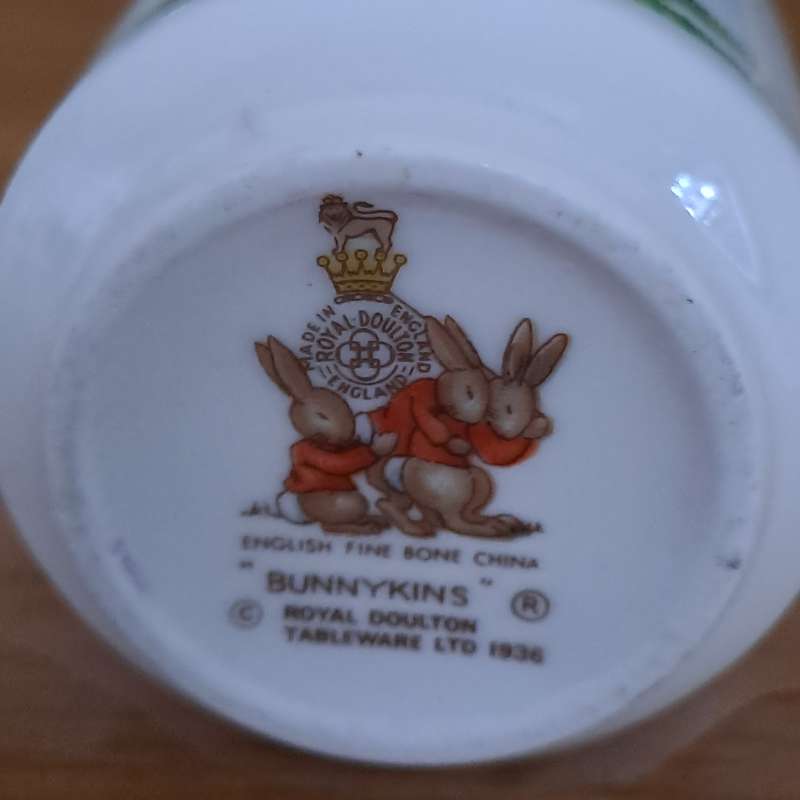 MADE IN ENGLAND
ROYAL DOULTON
ENGLAND
ENGLISH FINE BONE CHINA
"BUNNYKINS" ®
© ROYAL DOULTON
TABLEWARE LTD 1936